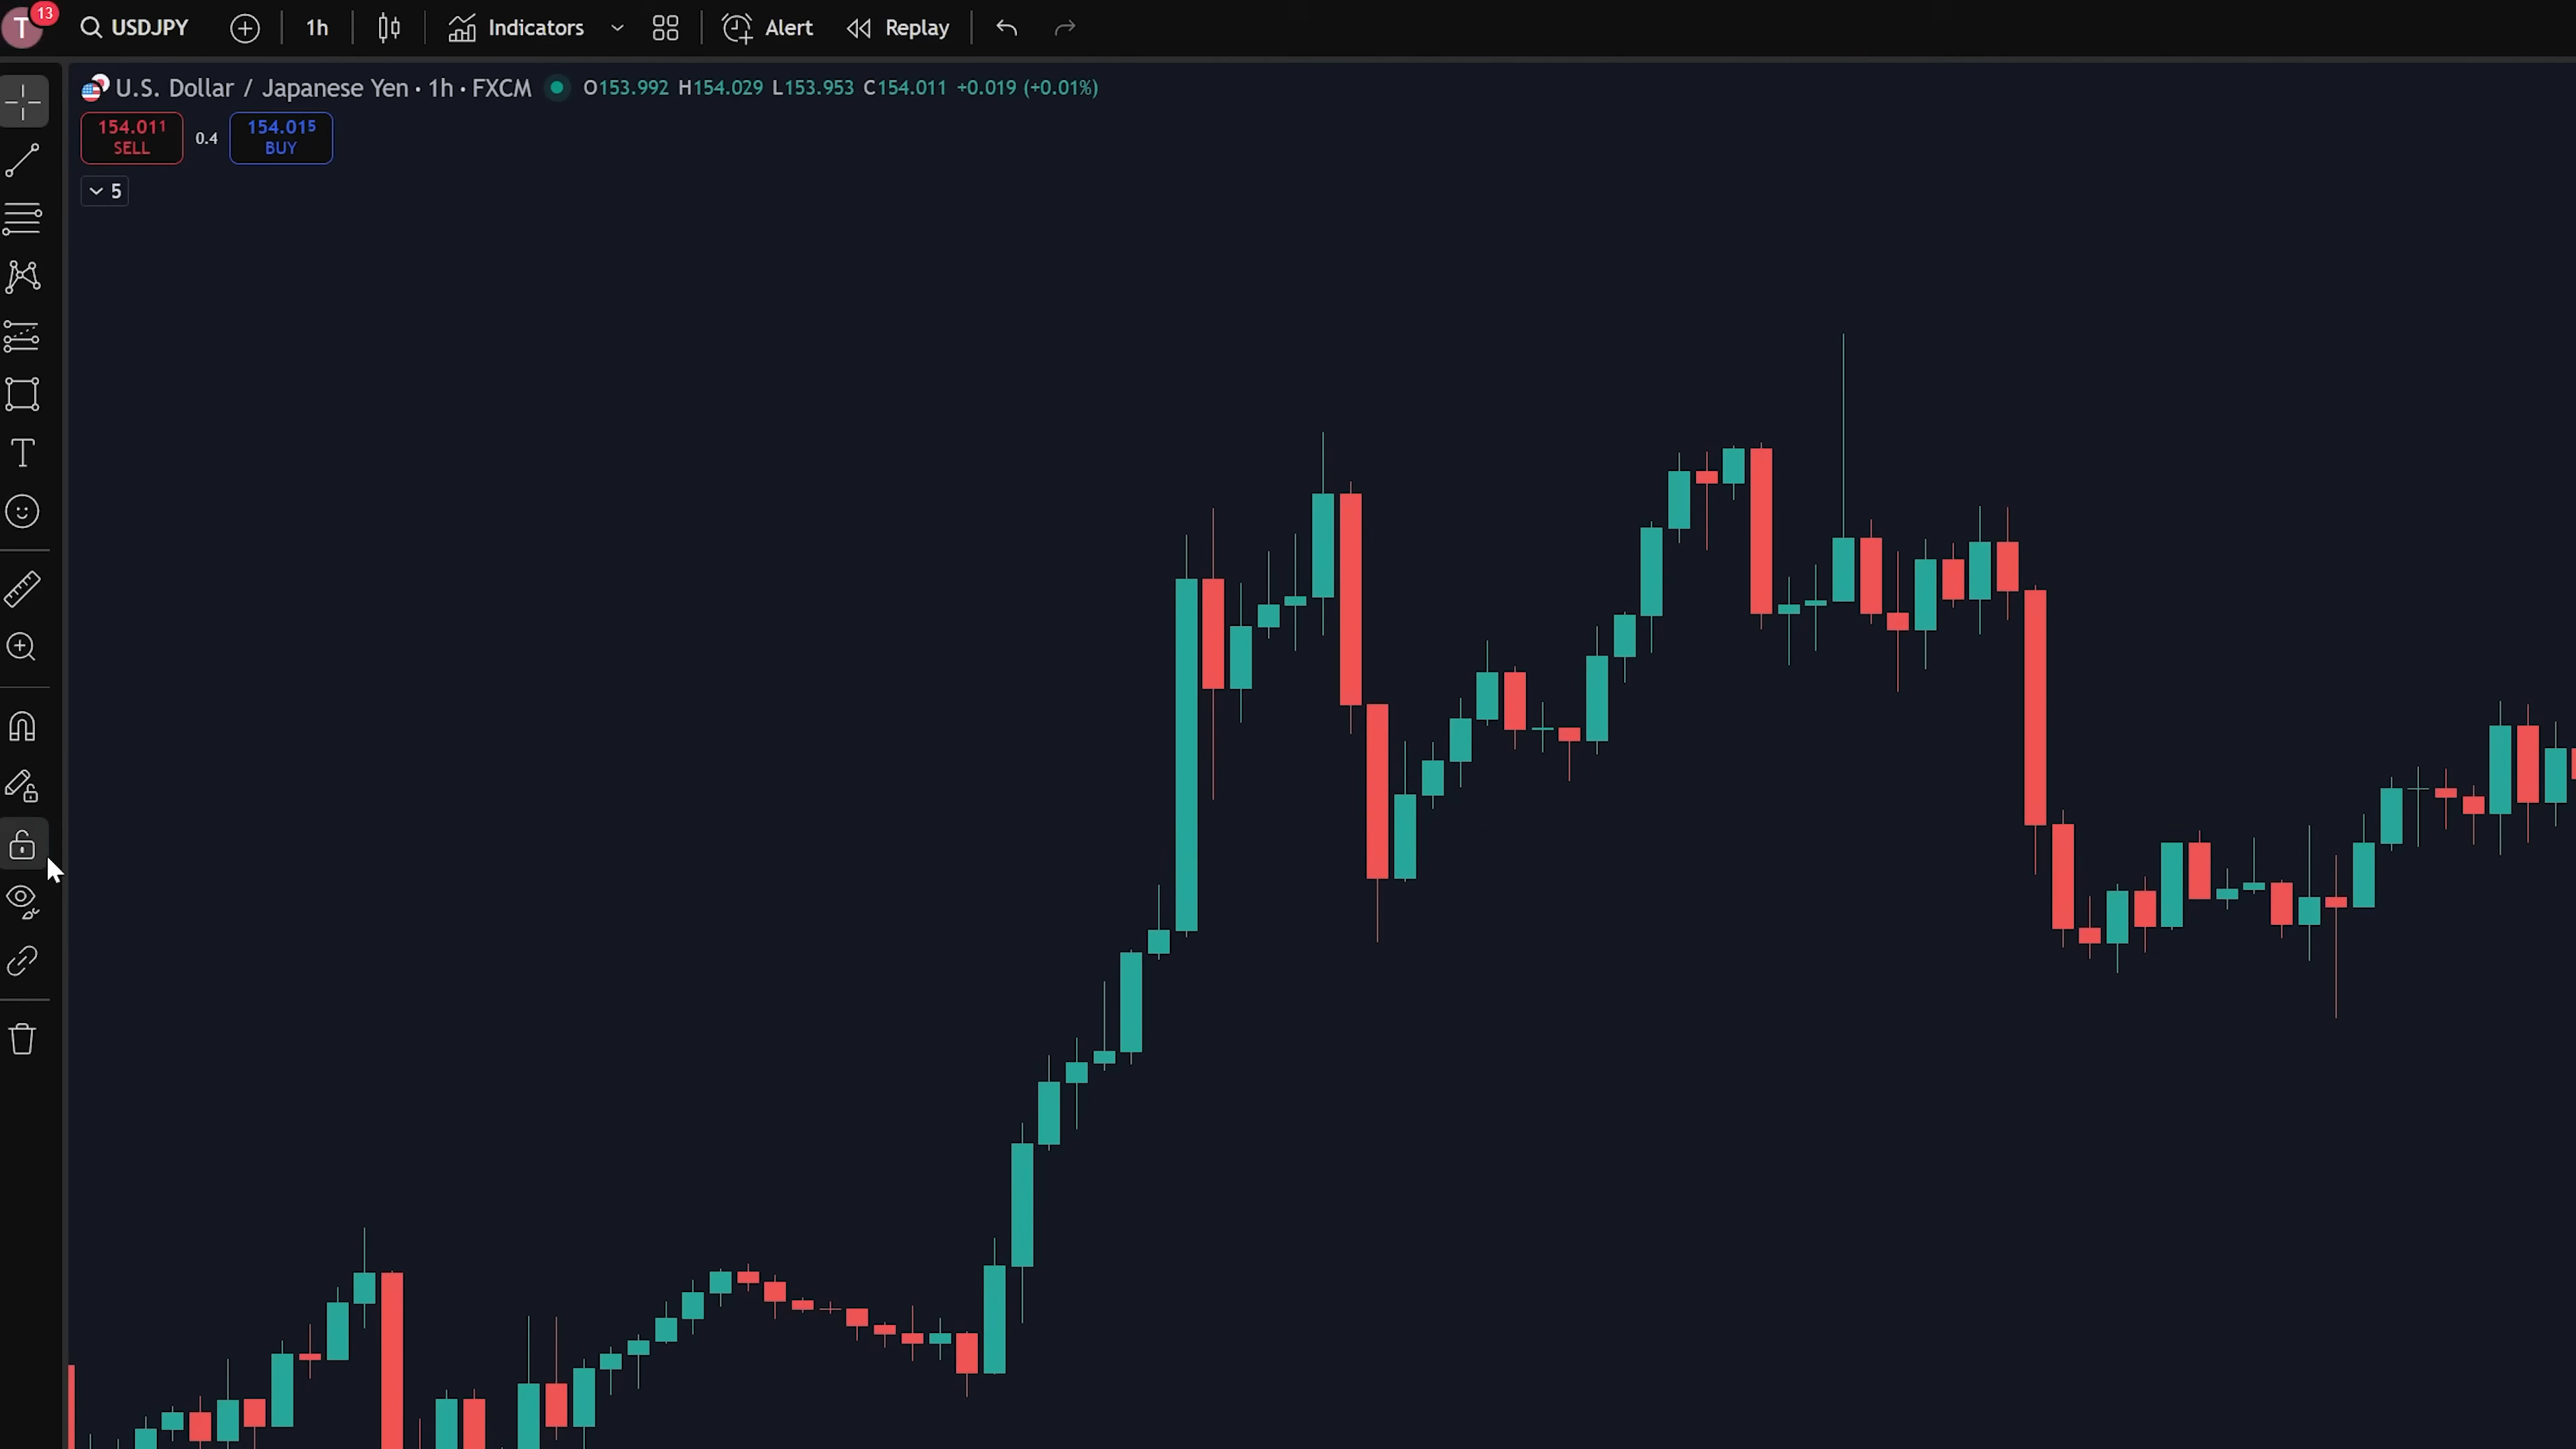 13
T USDJPY 1h Indicators Alert Replay
U.S. Dollar / Japanese Yen · 1h · FXCM O153.992 H154.029 L153.953 C154.011 +0.019 (+0.01%)
154.011 0.4 154.015
SELL BUY
5